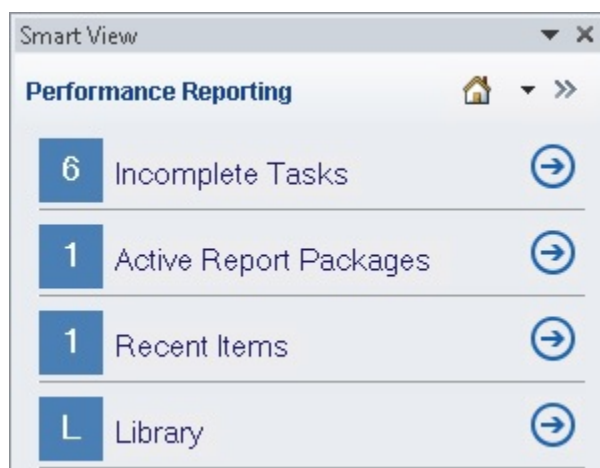 Smart View
Performance Reporting
6 Incomplete Tasks
1 Active Report Packages
1 Recent Items
L Library